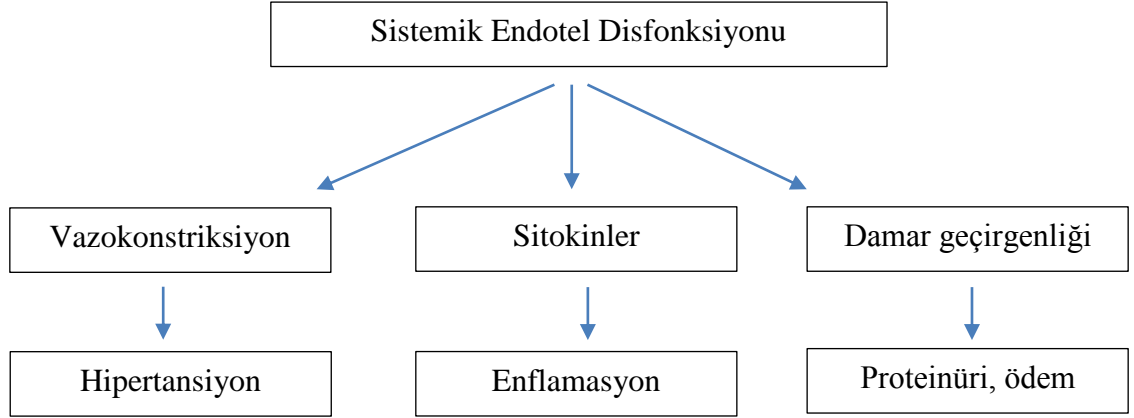 Sistemik Endotel Disfonksiyonu
Vazokonstriksiyon
Sitokinler
Damar geçirgenliği
Hipertansiyon
Enflamasyon
Proteinüri, ödem